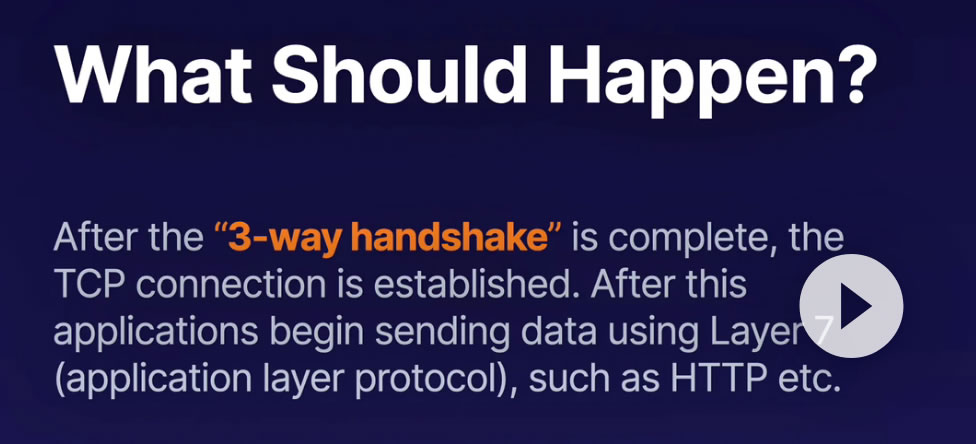 What Should Happen?
After the “3-way handshake” is complete, the
TCP connection is established. After this
applications begin sending data using Layer 7
(application layer protocol), such as HTTP etc.